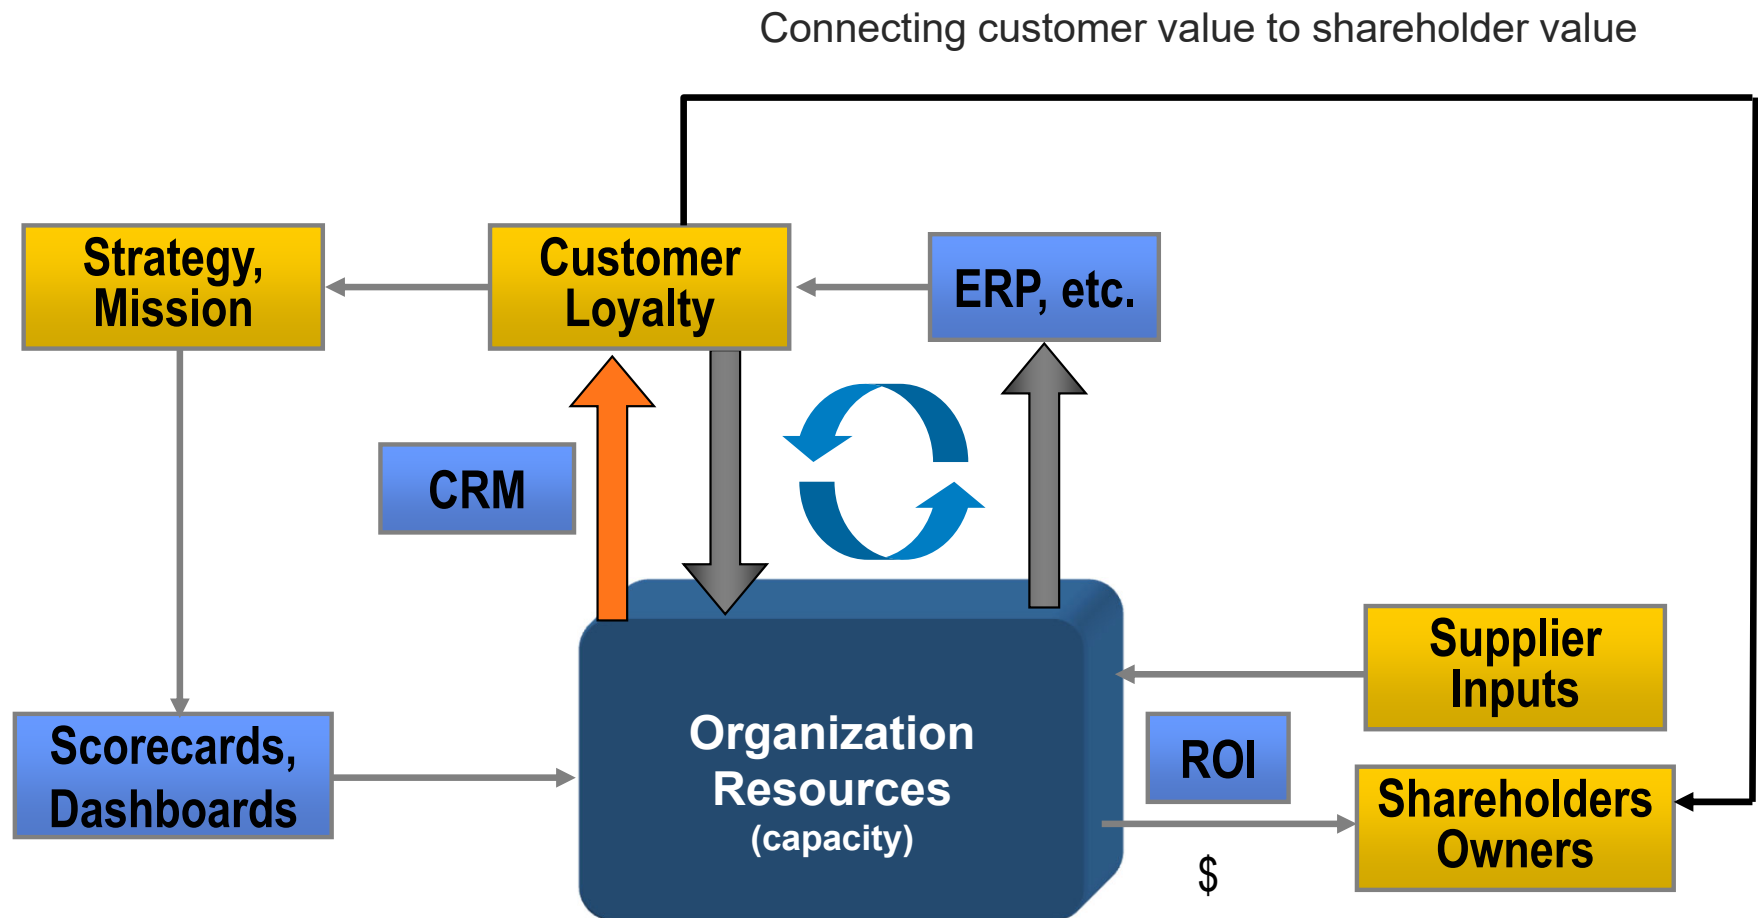 Connecting customer value to shareholder value
Strategy,
Mission
Customer
Loyalty
ERP, etc.
CRM
Supplier
Inputs
Organization
Resources
(capacity)
Scorecards,
Dashboards
ROI
Shareholders
Owners
$